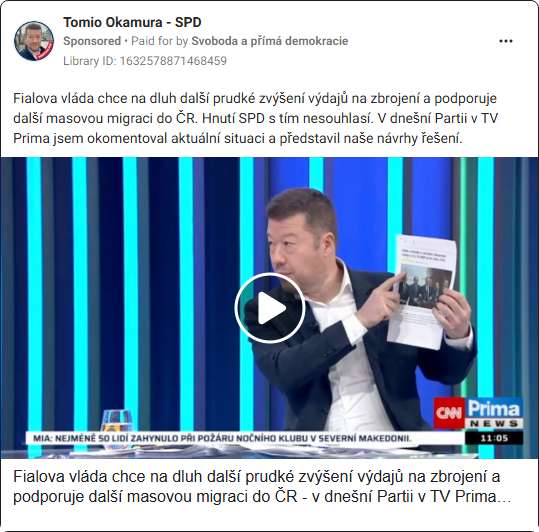 Tomio Okamura - SPD
Sponsored • Paid for by Svoboda a přímá demokracie
Library ID: 1632578871468459
Fialova vláda chce na dluh další prudké zvýšení výdajů na zbrojení a podporuje
další masovou migraci do ČR. Hnutí SPD s tím nesouhlasí. V dnešní Partii v TV
Prima jsem okomentoval aktuální situaci a představil naše návrhy řešení.
CNN Prima
NEWS
MIA: NEJMÉNĚ 50 LIDÍ ZAHYNULO PŘI POŽÁRU NOČNÍHO KLUBU V SEVERNÍ MAKEDONII.
11:05
Fialova vláda chce na dluh další prudké zvýšení výdajů na zbrojení a
podporuje další masovou migraci do ČR - v dnešní Partii v TV Prima…